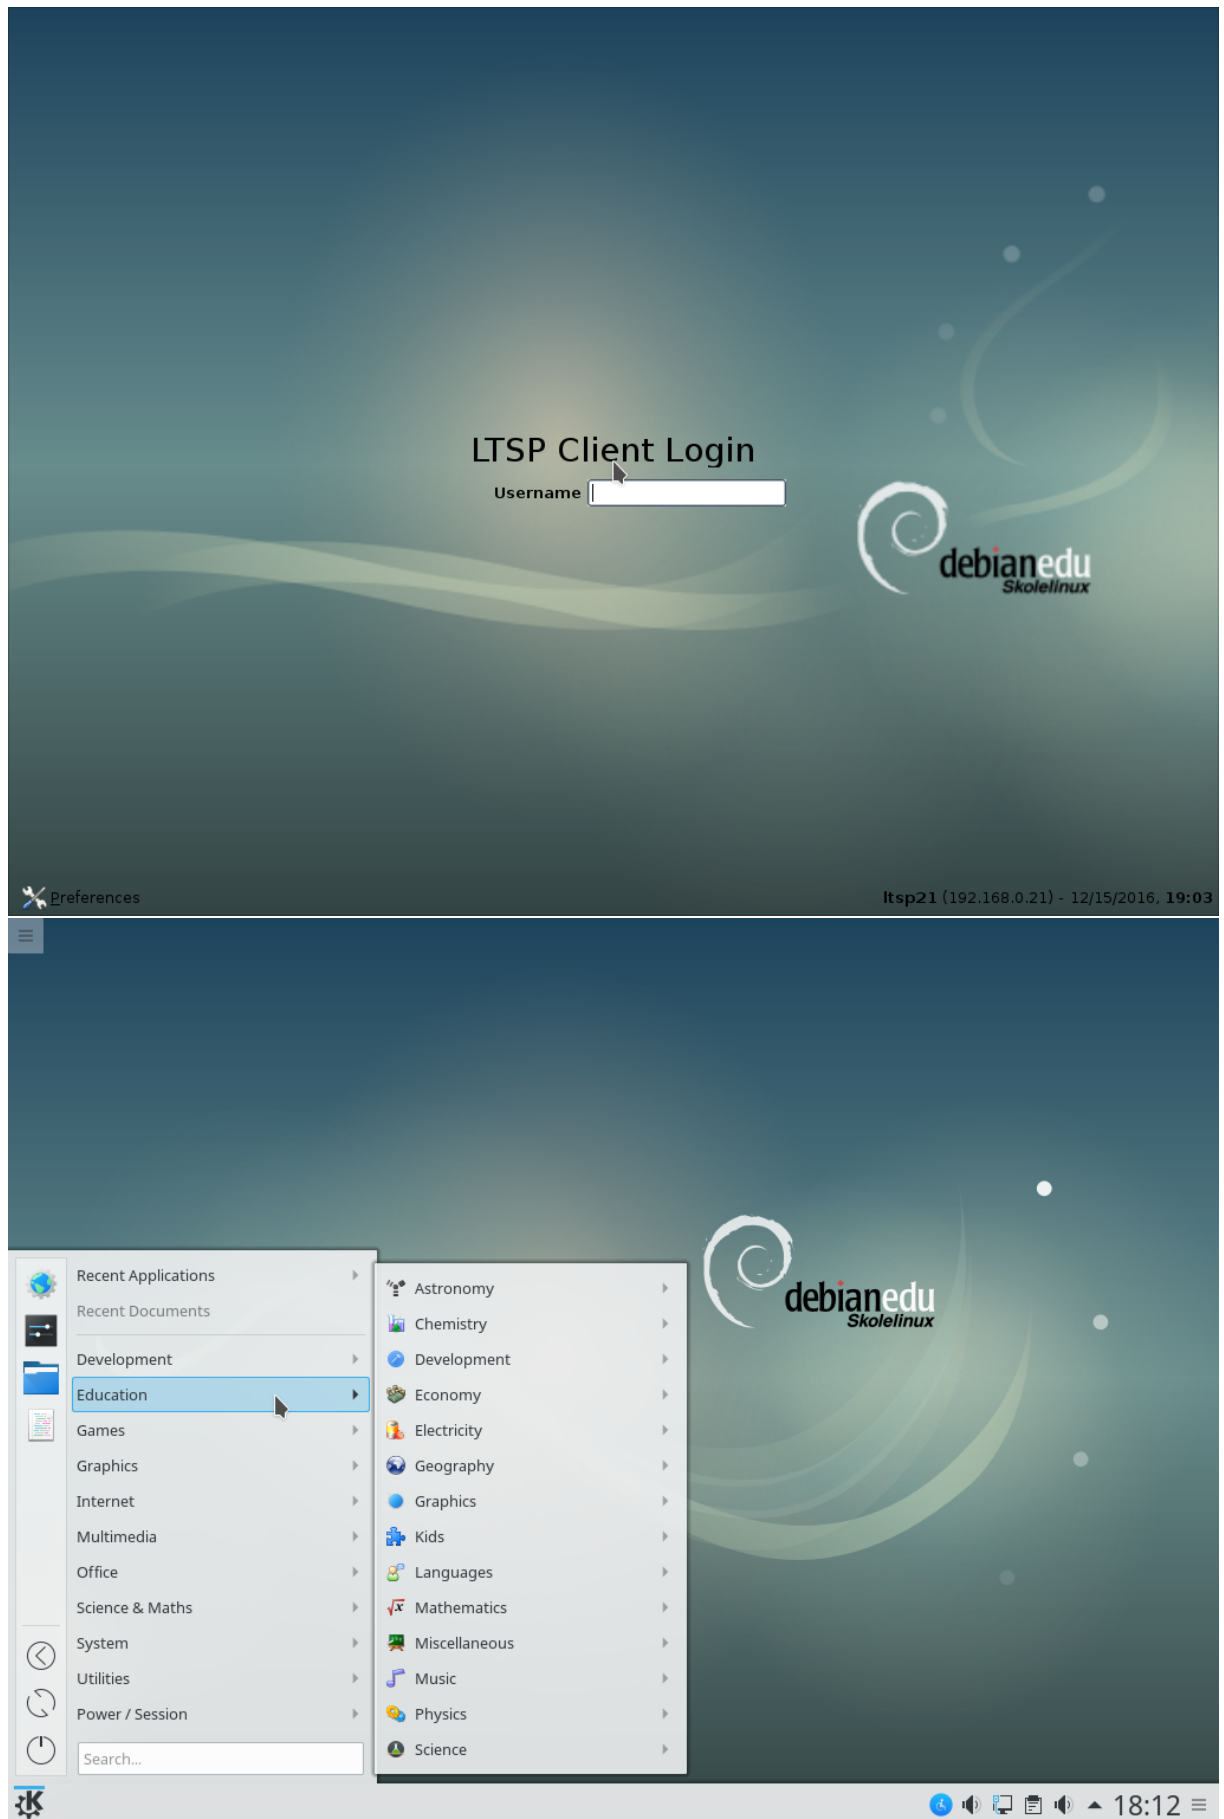 LTSP Client Login
Username
debianedu
Skolelinux
Preferences
ltsp21 (192.168.0.21) - 12/15/2016, 19:03
debianedu
Skolelinux
Recent Applications
Recent Documents
Development
Education
Games
Graphics
Internet
Multimedia
Office
Science & Maths
System
Utilities
Power / Session
Search...
Astronomy
Chemistry
Development
Economy
Electricity
Geography
Graphics
Kids
Languages
Mathematics
Miscellaneous
Music
Physics
Science
18:12